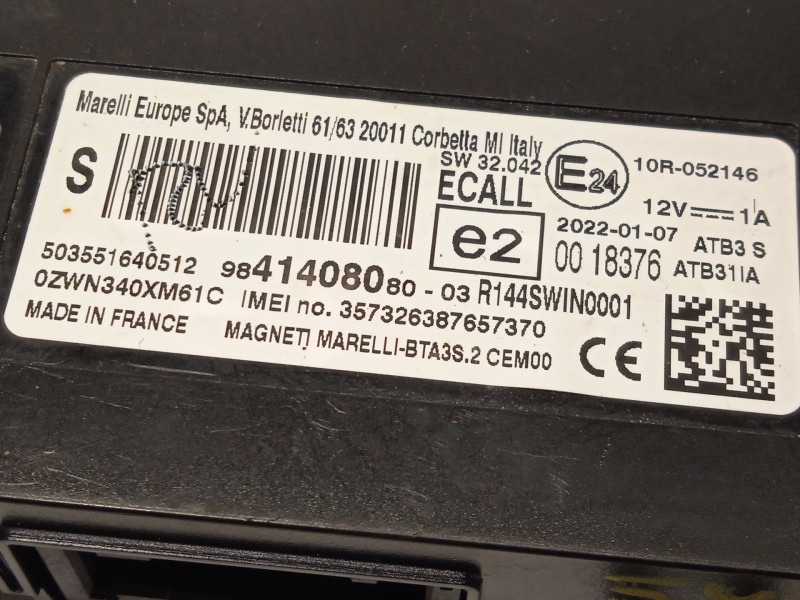 Marelli Europe SpA, V.Borletti 61/63 20011 Corbetta MI Italy
S
SW 32.042
ECALL
E24
10R-052146
12V 1A
e2
2022-01-07 ATB3 S
00 18376 ATB31IA
503551640512 9841408080 - 03 R144SWIN0001
0ZWN340XM61C IMEI no. 357326387657370
MADE IN FRANCE MAGNETI MARELLI-BTA3S.2 CEM00
CE